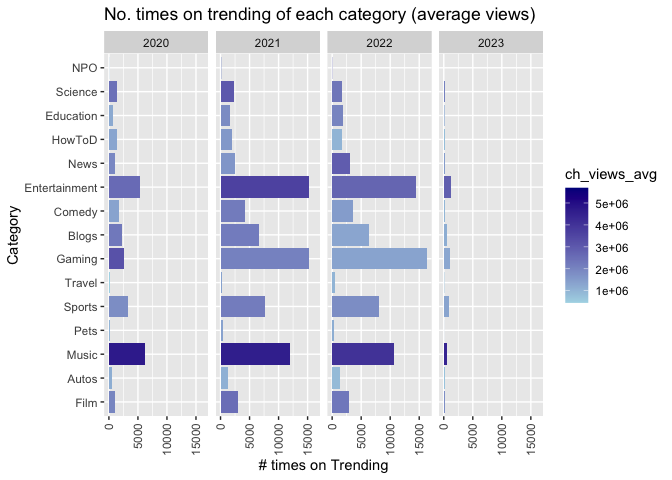 No. times on trending of each category (average views)
2020 2021 2022 2023
NPO
Science
Education
HowToD
News
Entertainment
Comedy
Blogs
Gaming
Travel
Sports
Pets
Music
Autos
Film
Category
0 5000 10000 15000 0 5000 10000 15000 0 5000 10000 15000 0 5000 10000 15000
# times on Trending
ch_views_avg
5e+06
4e+06
3e+06
2e+06
1e+06